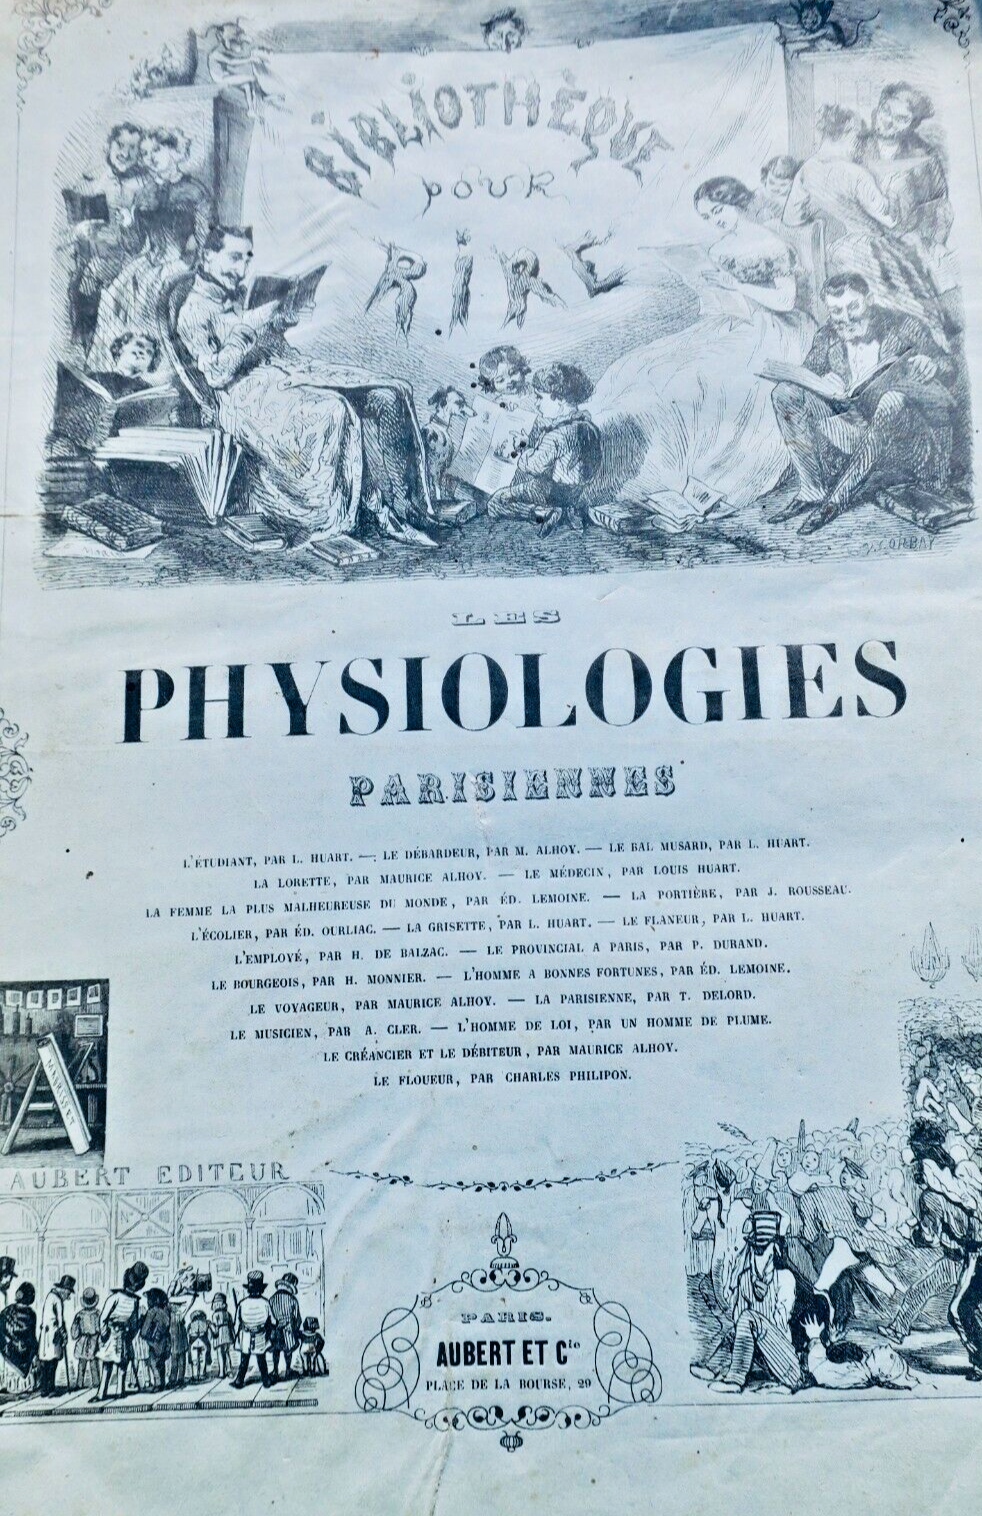 BIBLIOTHÈQUE
POUR
RIRE
LES
PHYSIOLOGIES
PARISIENNES
L'ÉTUDIANT, PAR L. HUART. — LE DÉBARDEUR, PAR M. ALHOY. — LE BAL MUSARD, PAR L. HUART.
LA LORETTE, PAR MAURICE ALHOY. — LE MÉDECIN, PAR LOUIS HUART.
LA FEMME LA PLUS MALHEUREUSE DU MONDE, PAR ÉD. LEMOINE. — LA PORTIÈRE, PAR J. ROUSSEAU.
L'ÉCOLIER, PAR ÉD. OURLIAC. — LA GRISETTE, PAR L. HUART. — LE FLANEUR, PAR L. HUART.
L'EMPLOYÉ, PAR H. DE BALZAC. — LE PROVINCIAL A PARIS, PAR P. DURAND.
LE BOURGEOIS, PAR H. MONNIER. — L'HOMME A BONNES FORTUNES, PAR ÉD. LEMOINE.
LE VOYAGEUR, PAR MAURICE ALHOY. — LA PARISIENNE, PAR T. DELORD.
LE MUSICIEN, PAR A. CLER. — L'HOMME DE LOI, PAR UN HOMME DE PLUME.
LE CRÉANCIER ET LE DÉBITEUR, PAR MAURICE ALHOY.
LE FLOUEUR, PAR CHARLES PHILIPON.
AUBERT EDITEUR
PARIS.
AUBERT ET Cie
PLACE DE LA BOURSE, 29